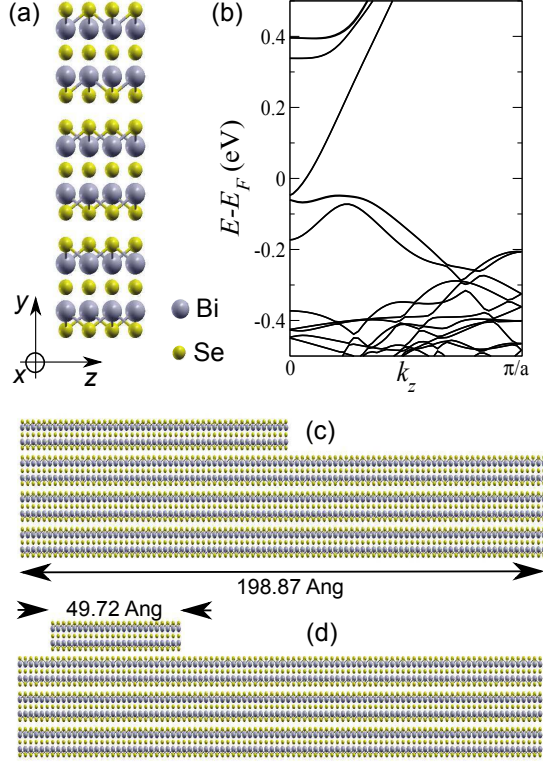 (a)
(b)
0.4
0.2
0
-0.2
-0.4
E-E_F (eV)
0
k_z
π/a
y
x
z
Bi
Se
(c)
198.87 Ang
49.72 Ang
(d)